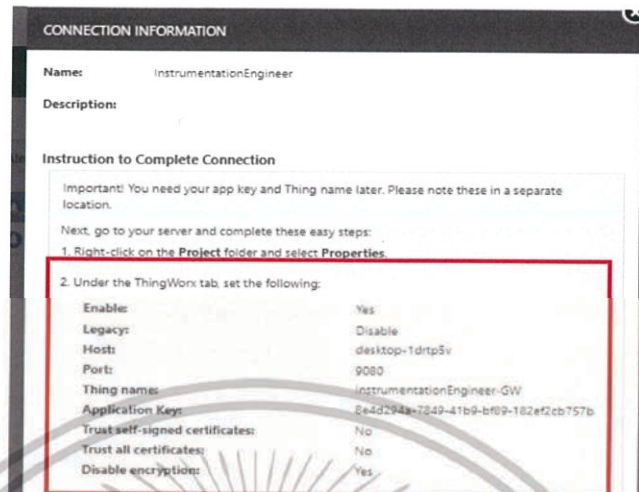 CONNECTION INFORMATION
Name: InstrumentationEngineer
Description:
Instruction to Complete Connection
Important! You need your app key and Thing name later. Please note these in a separate
location.
Next, go to your server and complete these easy steps:
1. Right-click on the Project folder and select Properties.
2. Under the ThingWorx tab, set the following:
Enable: Yes
Legacy: Disable
Host: desktop-1drtp5v
Port: 9080
Thing name: InstrumentationEngineer-GW
Application Key: 8e4d294a-7849-41b9-bf89-182ef2cb757b
Trust self-signed certificates: No
Trust all certificates: No
Disable encryption: Yes